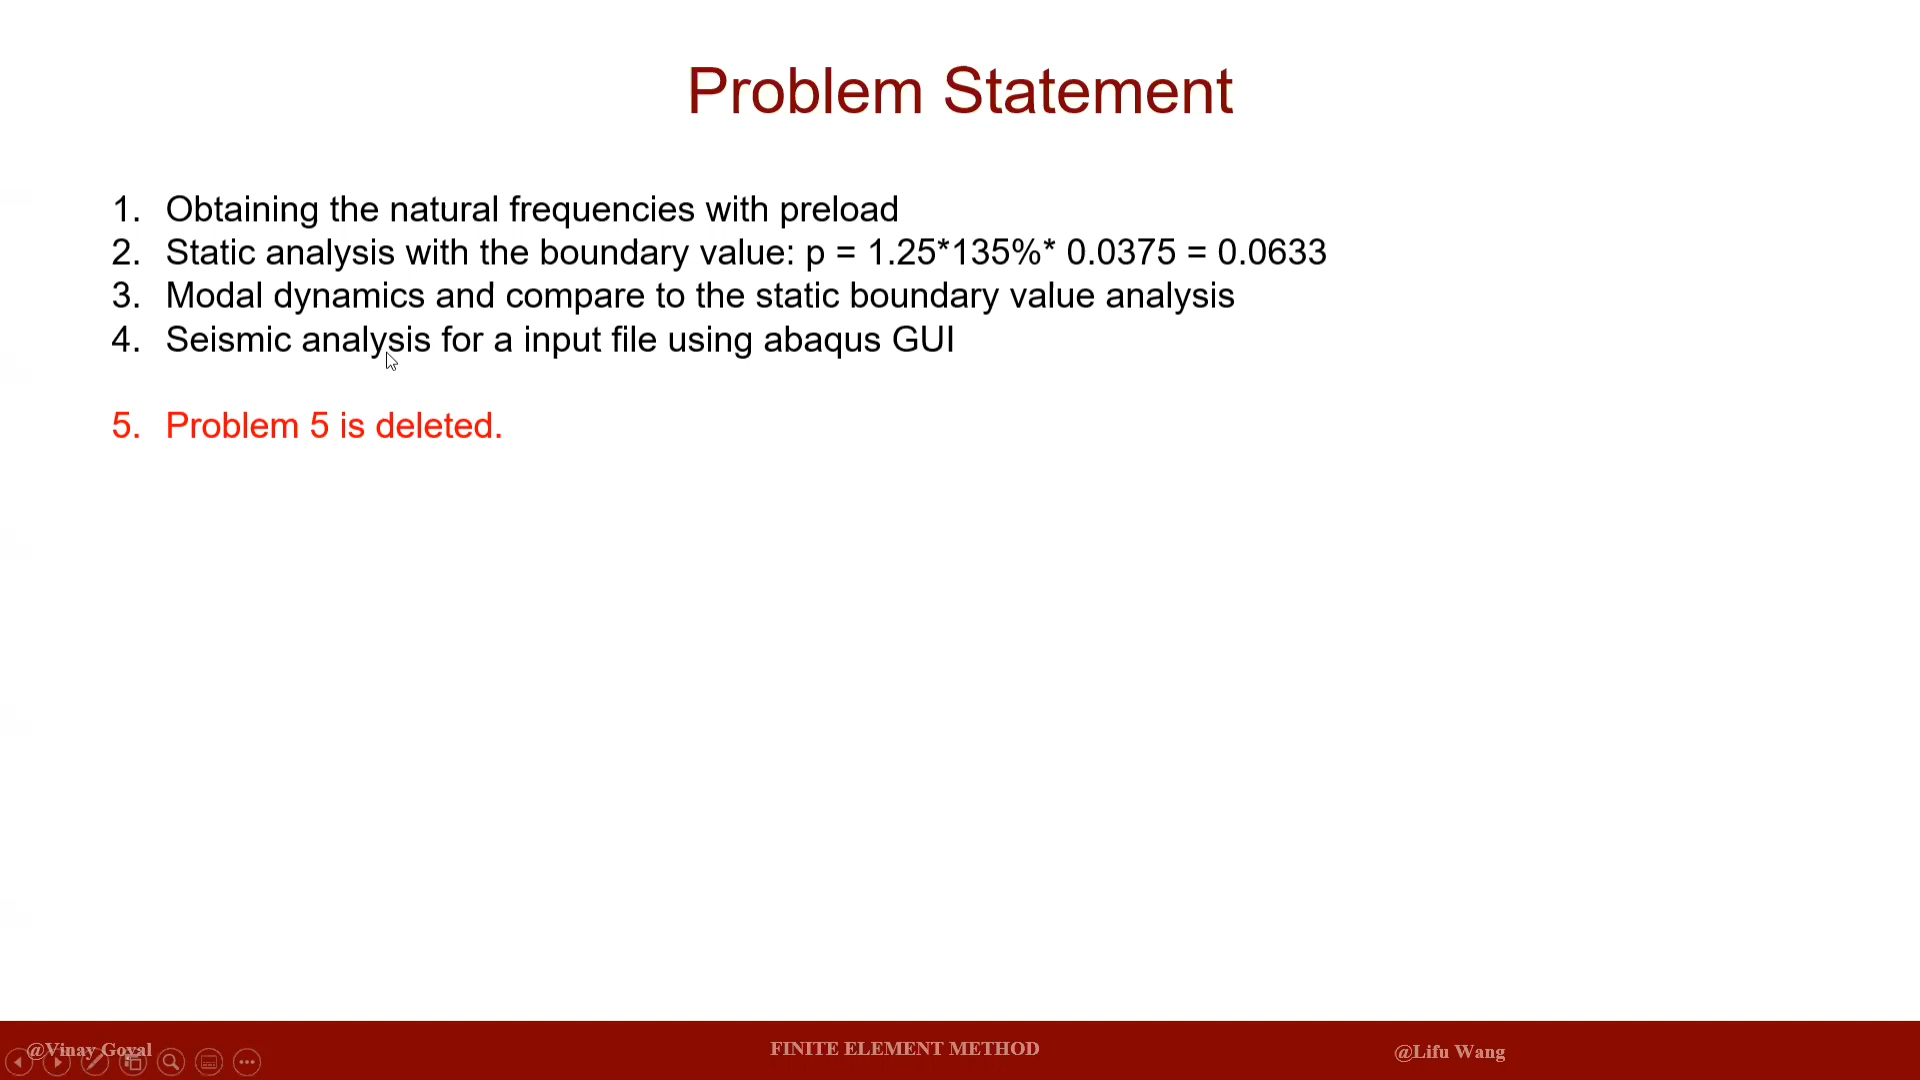 Problem Statement
1. Obtaining the natural frequencies with preload
2. Static analysis with the boundary value: p = 1.25*135%* 0.0375 = 0.0633
3. Modal dynamics and compare to the static boundary value analysis
4. Seismic analysis for a input file using abaqus GUI
5. Problem 5 is deleted.
@Vinay Goyal
FINITE ELEMENT METHOD
@Lifu Wang